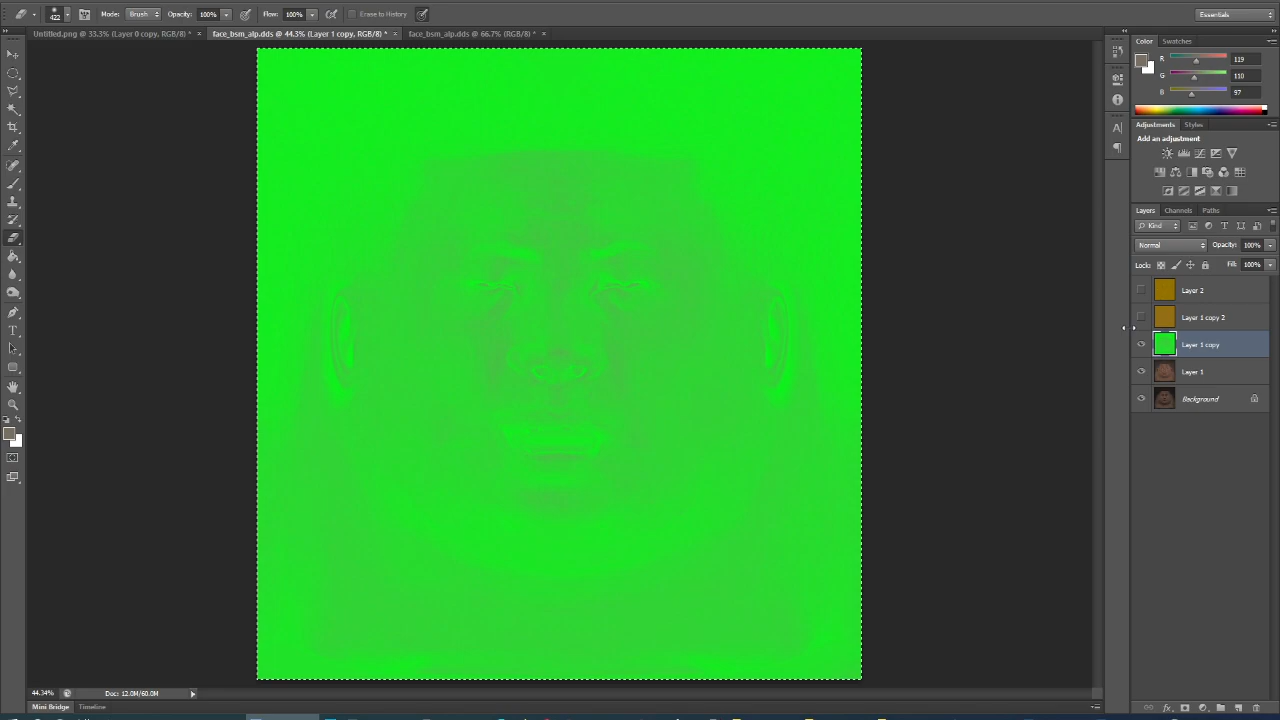 422 Mode: Brush Opacity: 100% Flow: 100% Erase to History Essentials
Untitled.png @ 33.3% (Layer 0 copy, RGB/8) * × face_bsm_alp.dds @ 44.3% (Layer 1 copy, RGB/8) * × face_bsm_alp.dds @ 66.7% (RGB/8) * ×
Color Swatches
R 119
G 110
B 97
Adjustments Styles
Add an adjustment
Layers Channels Paths
Kind
Normal Opacity: 100%
Lock: Fill: 100%
Layer 2
Layer 1 copy 2
Layer 1 copy
Layer 1
Background
44.34% Doc: 12.0M/60.0M
Mini Bridge Timeline